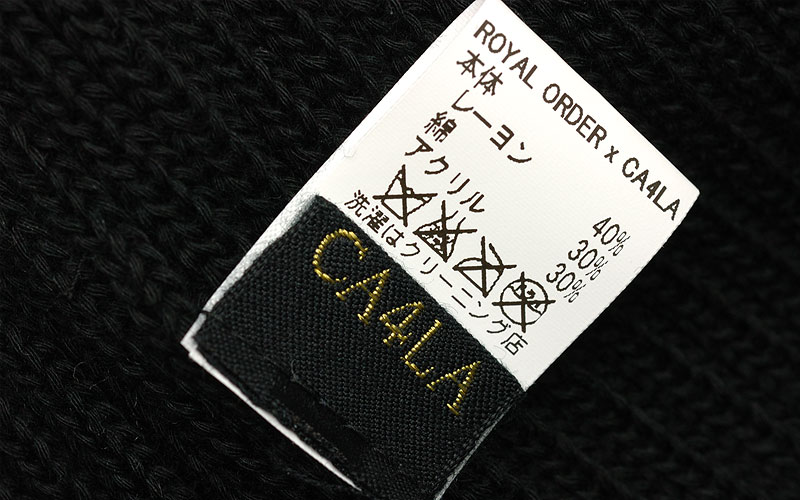 ROYAL ORDER x CA4LA
本体
レーヨン 40%
綿 30%
アクリル 30%
洗濯はクリーニング店
CA4LA